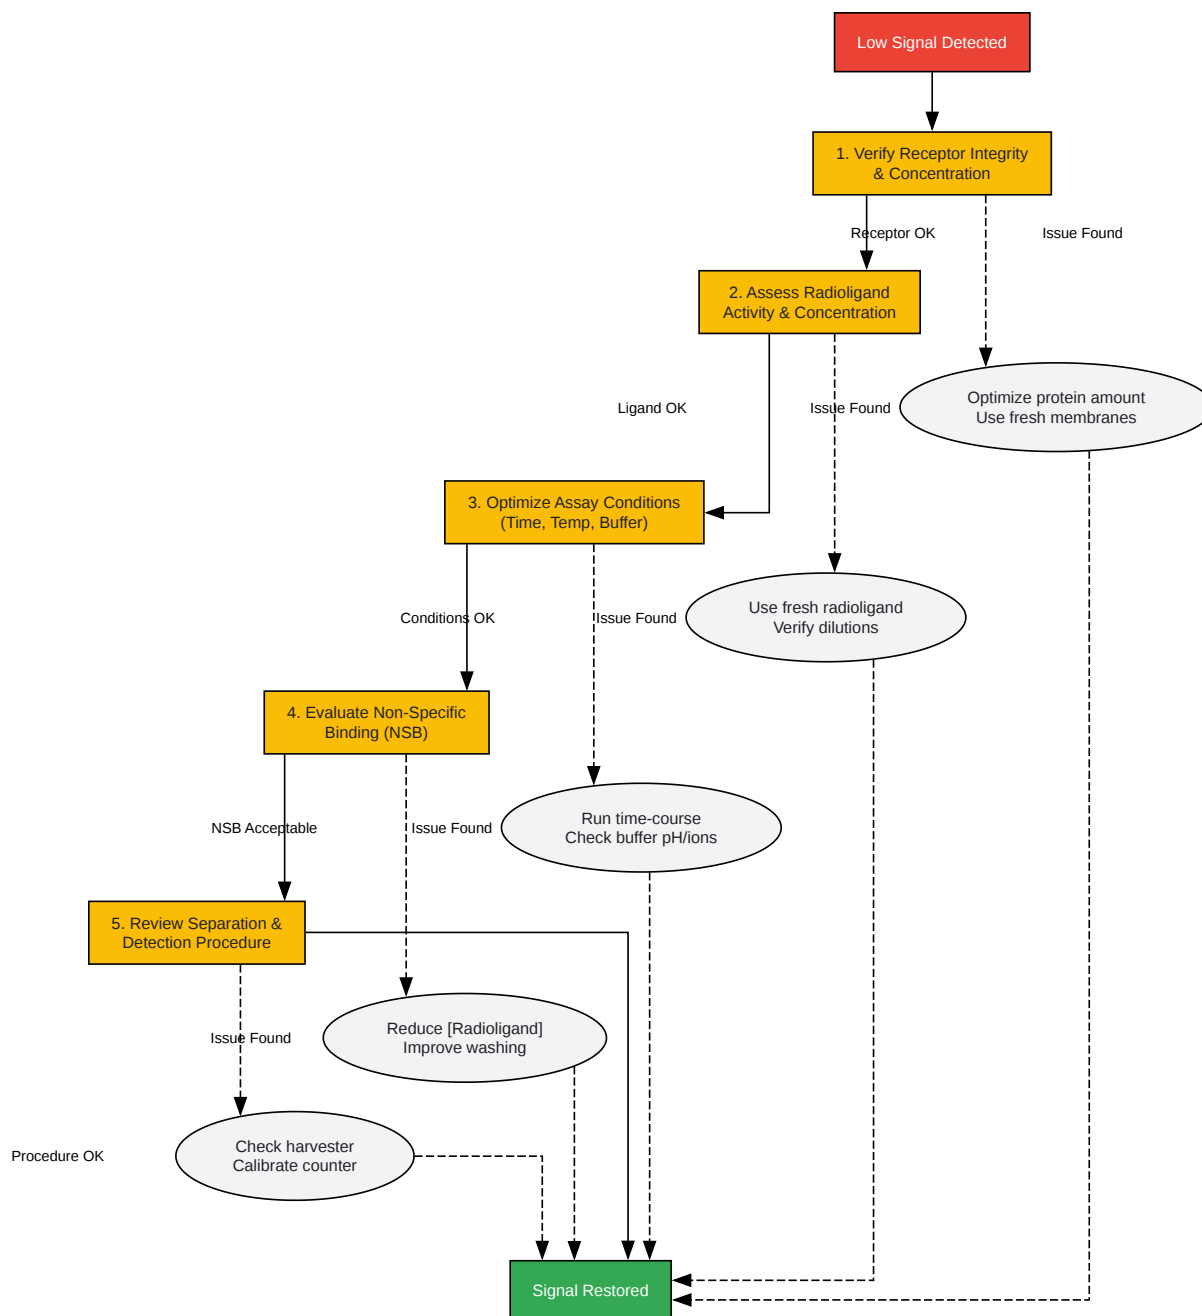 Low Signal Detected
1. Verify Receptor Integrity
& Concentration
Receptor OK
Issue Found
2. Assess Radioligand
Activity & Concentration
Optimize protein amount
Use fresh membranes
Ligand OK
Issue Found
3. Optimize Assay Conditions
(Time, Temp, Buffer)
Use fresh radioligand
Verify dilutions
Conditions OK
Issue Found
4. Evaluate Non-Specific
Binding (NSB)
Run time-course
Check buffer pH/ions
NSB Acceptable
Issue Found
5. Review Separation &
Detection Procedure
Reduce [Radioligand]
Improve washing
Issue Found
Check harvester
Calibrate counter
Procedure OK
Signal Restored